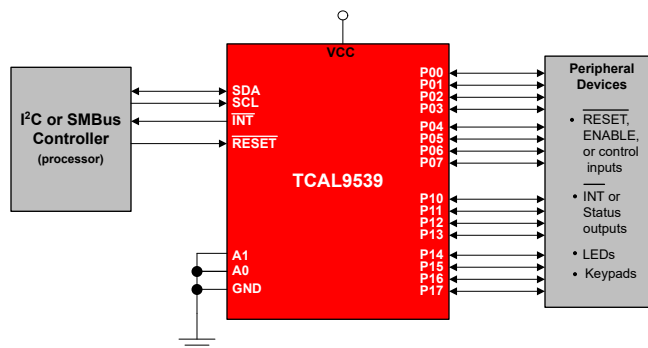 VCC
I²C or SMBus
Controller
(processor)
SDA
SCL
INT
RESET
TCAL9539
A1
A0
GND
P00
P01
P02
P03
P04
P05
P06
P07
P10
P11
P12
P13
P14
P15
P16
P17
Peripheral
Devices
• RESET,
ENABLE,
or control
inputs
• INT or
Status
outputs
• LEDs
• Keypads